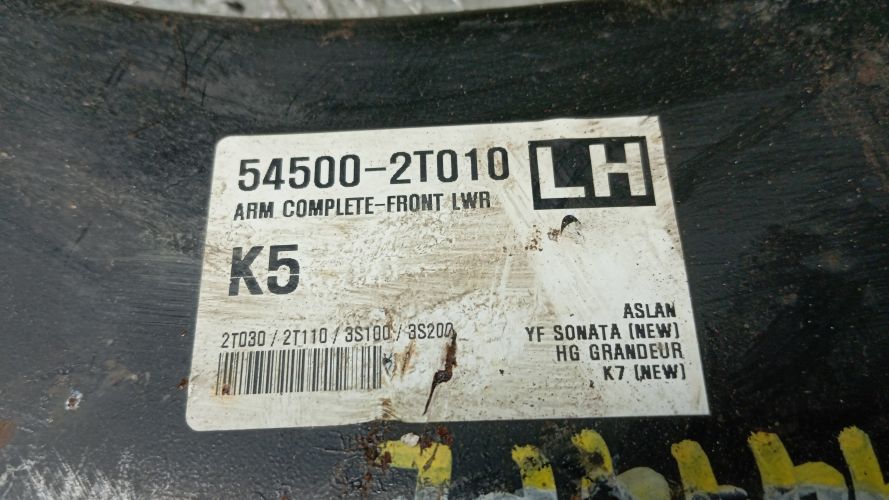 54500-2T010 LH
ARM COMPLETE-FRONT LWR
K5
2T030 / 2T110 / 3S100 / 3S200
ASLAN
YF SONATA (NEW)
HG GRANDEUR
K7 (NEW)